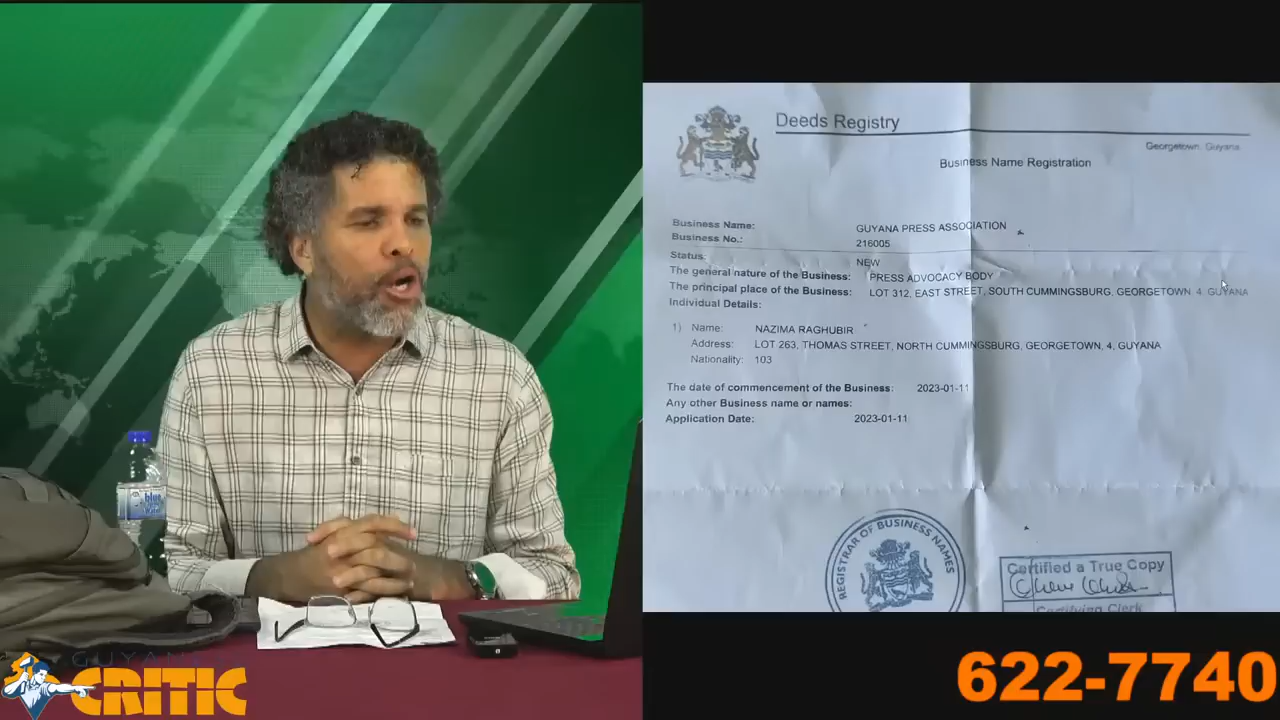 Deeds Registry
Georgetown, Guyana
Business Name Registration
Business Name: GUYANA PRESS ASSOCIATION
Business No.: 216005
Status: NEW
The general nature of the Business: PRESS ADVOCACY BODY
The principal place of the Business: LOT 312, EAST STREET, SOUTH CUMMINGSBURG, GEORGETOWN, 4, GUYANA
Individual Details:
1) Name: NAZIMA RAGHUBIR
Address: LOT 263, THOMAS STREET, NORTH CUMMINGSBURG, GEORGETOWN, 4, GUYANA
Nationality: 103
The date of commencement of the Business: 2023-01-11
Any other Business name or names:
Application Date: 2023-01-11
REGISTRAR OF BUSINESS NAMES
Certified a True Copy
Certifying Clerk
blue
GUYANA
CRITIC
622-7740